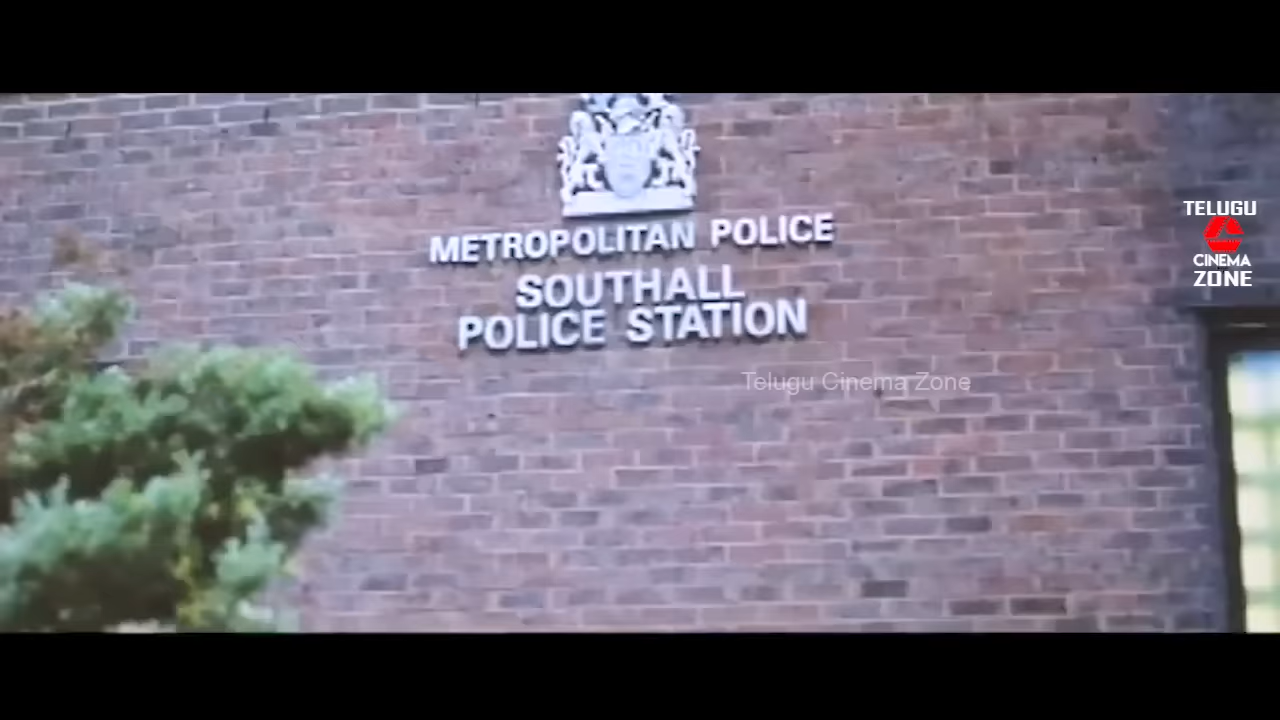 METROPOLITAN POLICE
SOUTHALL
POLICE STATION
TELUGU
CINEMA
ZONE
Telugu Cinema Zone